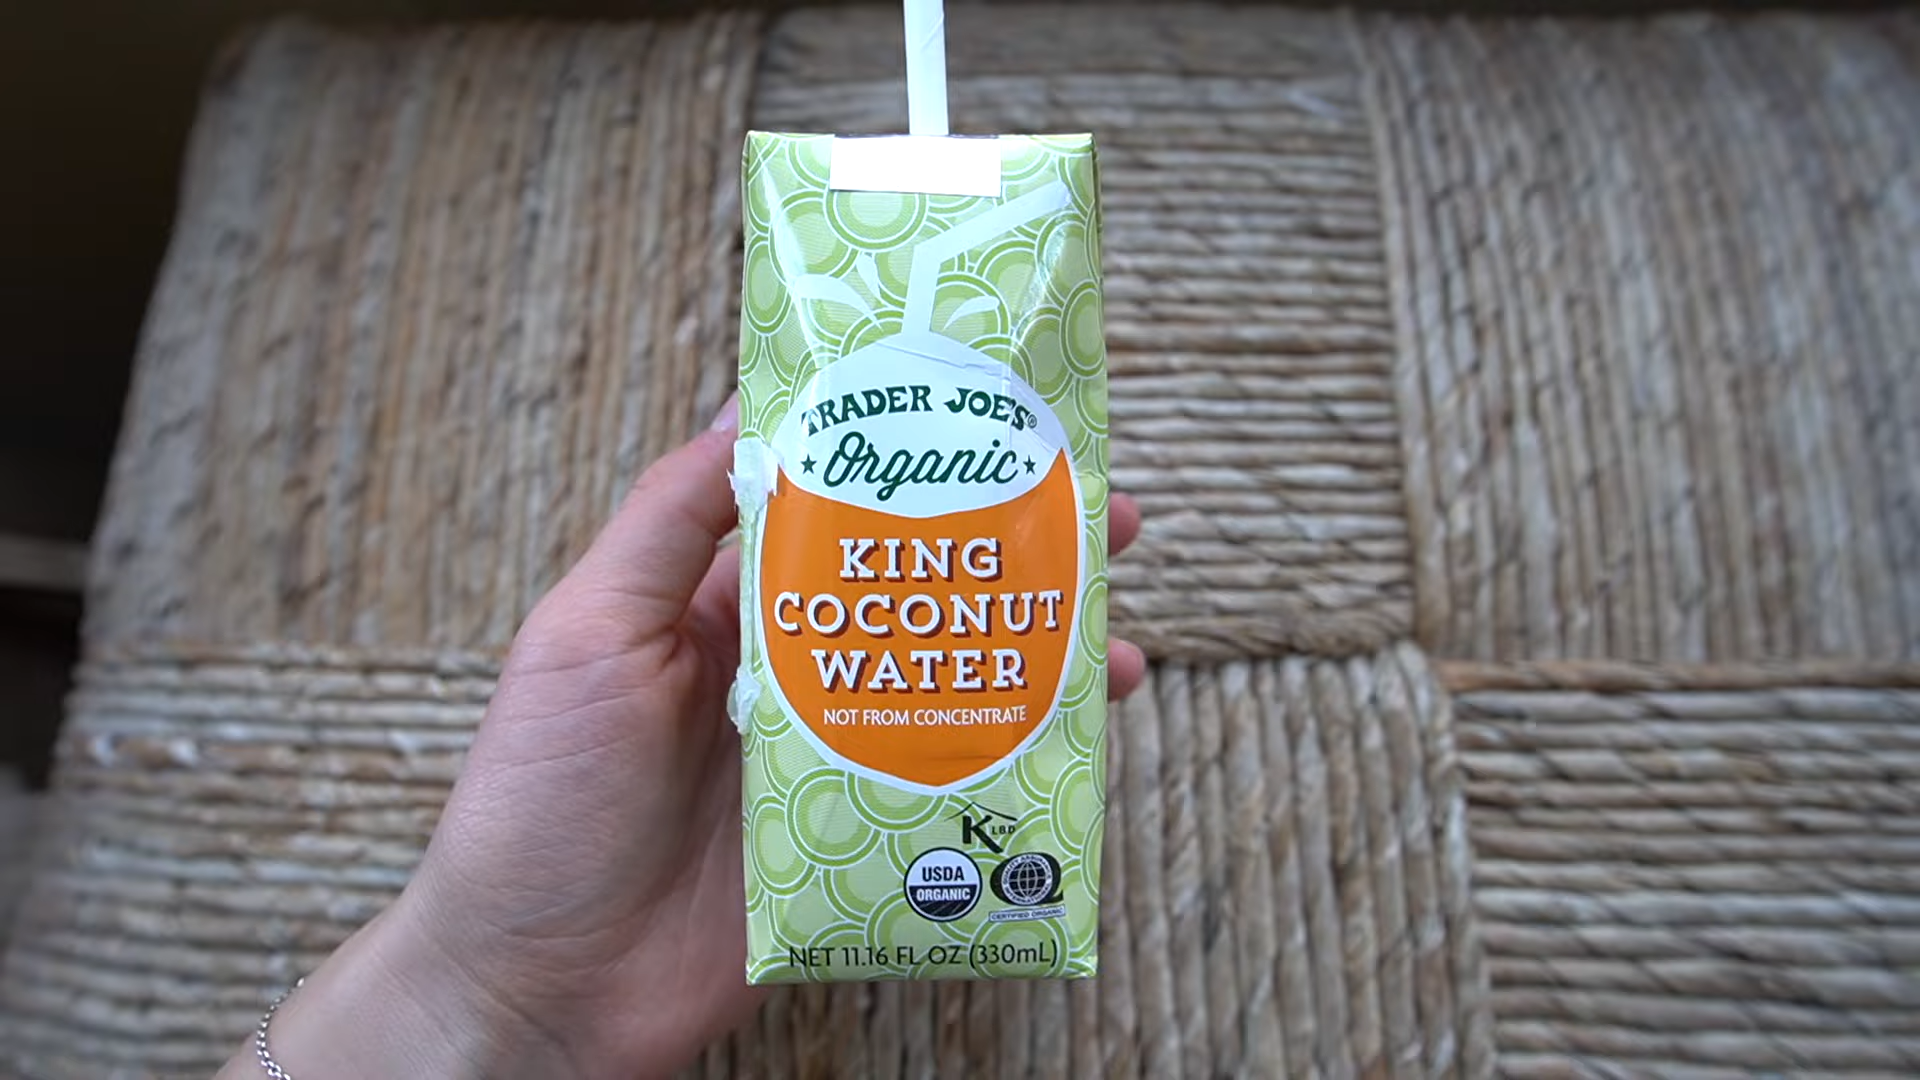 TRADER JOE'S®
Organic
KING
COCONUT
WATER
NOT FROM CONCENTRATE
K LBD
USDA
ORGANIC
CERTIFIED ORGANIC
NET 11.16 FL OZ (330mL)